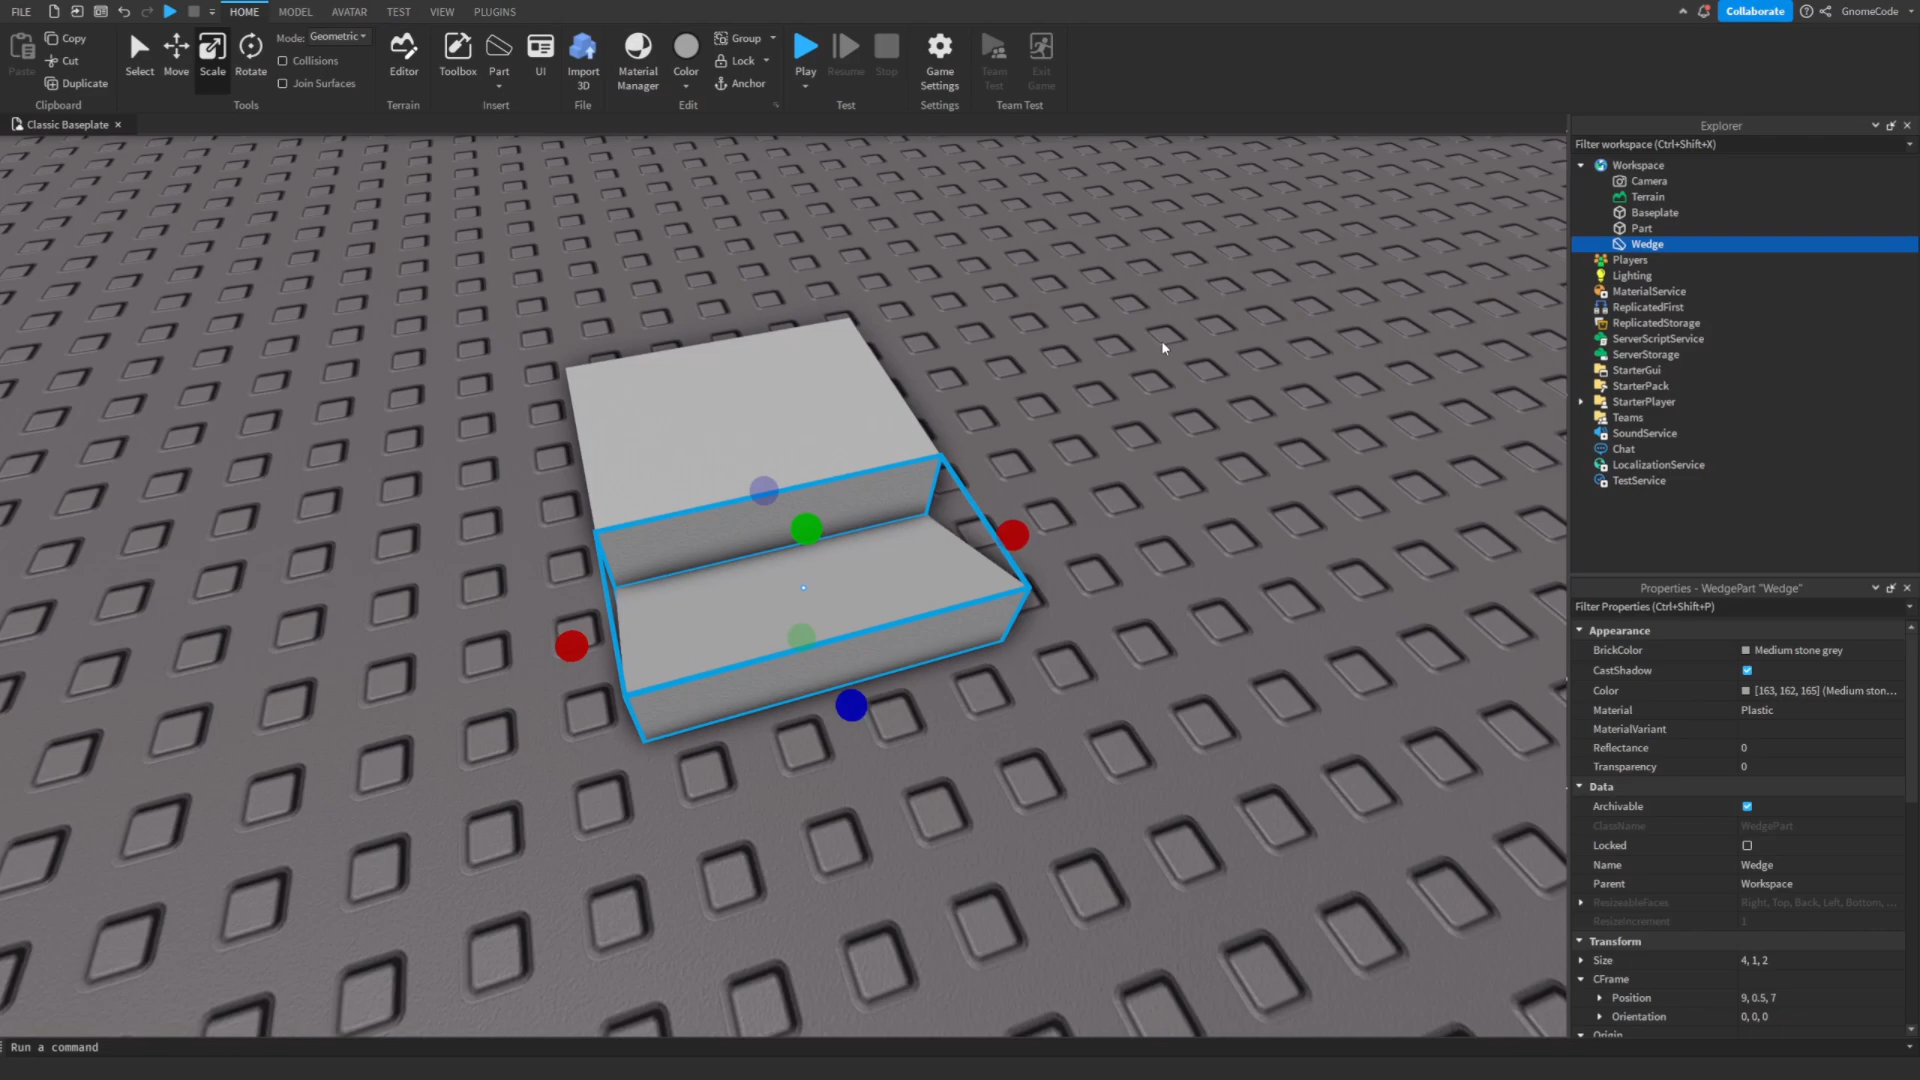 FILE HOME MODEL AVATAR TEST VIEW PLUGINS Collaborate GnomeCode
Paste Copy Cut Duplicate Clipboard
Select Move Scale Rotate Mode: Geometric Collisions Join Surfaces Tools
Editor Terrain
Toolbox Part UI Insert
Import 3D File
Material Manager Color Group Lock Anchor Edit
Play Resume Stop Test
Game Settings Settings
Team Test Exit Game Team Test
Classic Baseplate
Explorer
Filter workspace (Ctrl+Shift+X)
Workspace
Camera
Terrain
Baseplate
Part
Wedge
Players
Lighting
MaterialService
ReplicatedFirst
ReplicatedStorage
ServerScriptService
ServerStorage
StarterGui
StarterPack
StarterPlayer
Teams
SoundService
Chat
LocalizationService
TestService
Properties - WedgePart "Wedge"
Filter Properties (Ctrl+Shift+P)
Appearance
BrickColor Medium stone grey
CastShadow
Color [163, 162, 165] (Medium ston...
Material Plastic
MaterialVariant
Reflectance 0
Transparency 0
Data
Archivable
ClassName WedgePart
Locked
Name Wedge
Parent Workspace
ResizeableFaces Right, Top, Back, Left, Bottom, ...
ResizeIncrement 1
Transform
Size 4, 1, 2
CFrame
Position 9, 0.5, 7
Orientation 0, 0, 0
Origin
Run a command